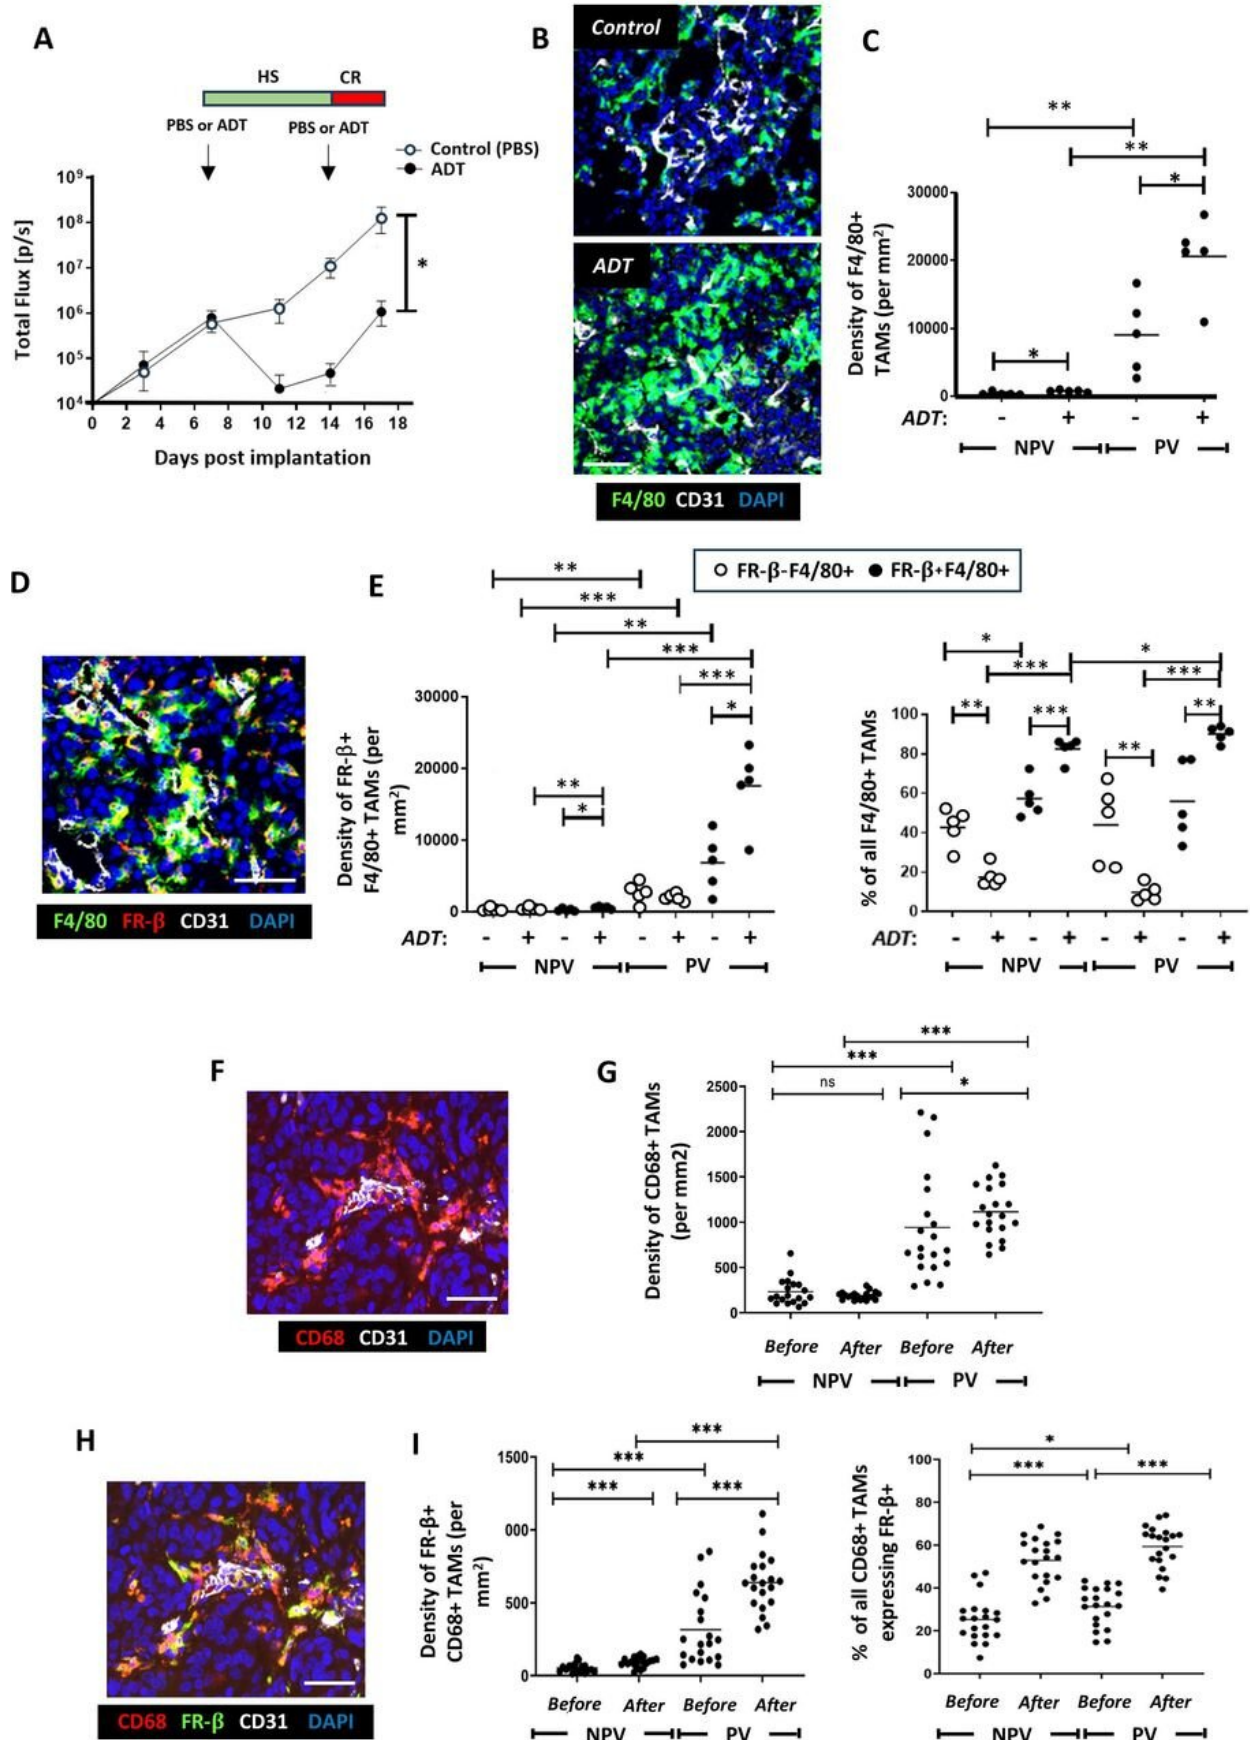 A
HS CR
PBS or ADT PBS or ADT
Control (PBS)
ADT
Total Flux [p/s]
10⁹
10⁸
10⁷
10⁶
10⁵
10⁴
*
0 2 4 6 8 10 12 14 16 18
Days post implantation
B
Control
ADT
F4/80 CD31 DAPI
C
**
**
*
*
Density of F4/80+
TAMs (per mm²)
30000
20000
10000
0
ADT: - + - +
NPV PV
D
F4/80 FR-β CD31 DAPI
E
FR-β-F4/80+ FR-β+F4/80+
**
***
**
***
***
*
**
*
Density of FR-β+
F4/80+ TAMs (per
mm²)
30000
20000
10000
0
ADT: - + - + - + - +
NPV PV
* *
*** ***
** *** **
**
% of all F4/80+ TAMs
100
80
60
40
20
0
ADT: - + - + - + - +
NPV PV
F
CD68 CD31 DAPI
G
***
***
ns *
Density of CD68+ TAMs
(per mm2)
2500
2000
1500
1000
500
0
Before After Before After
NPV PV
H
CD68 FR-β CD31 DAPI
I
***
***
*** ***
Density of FR-β+
CD68+ TAMs (per
mm²)
1500
000
500
0
Before After Before After
NPV PV
*
*** ***
% of all CD68+ TAMs
expressing FR-β+
100
80
60
40
20
0
Before After Before After
NPV PV